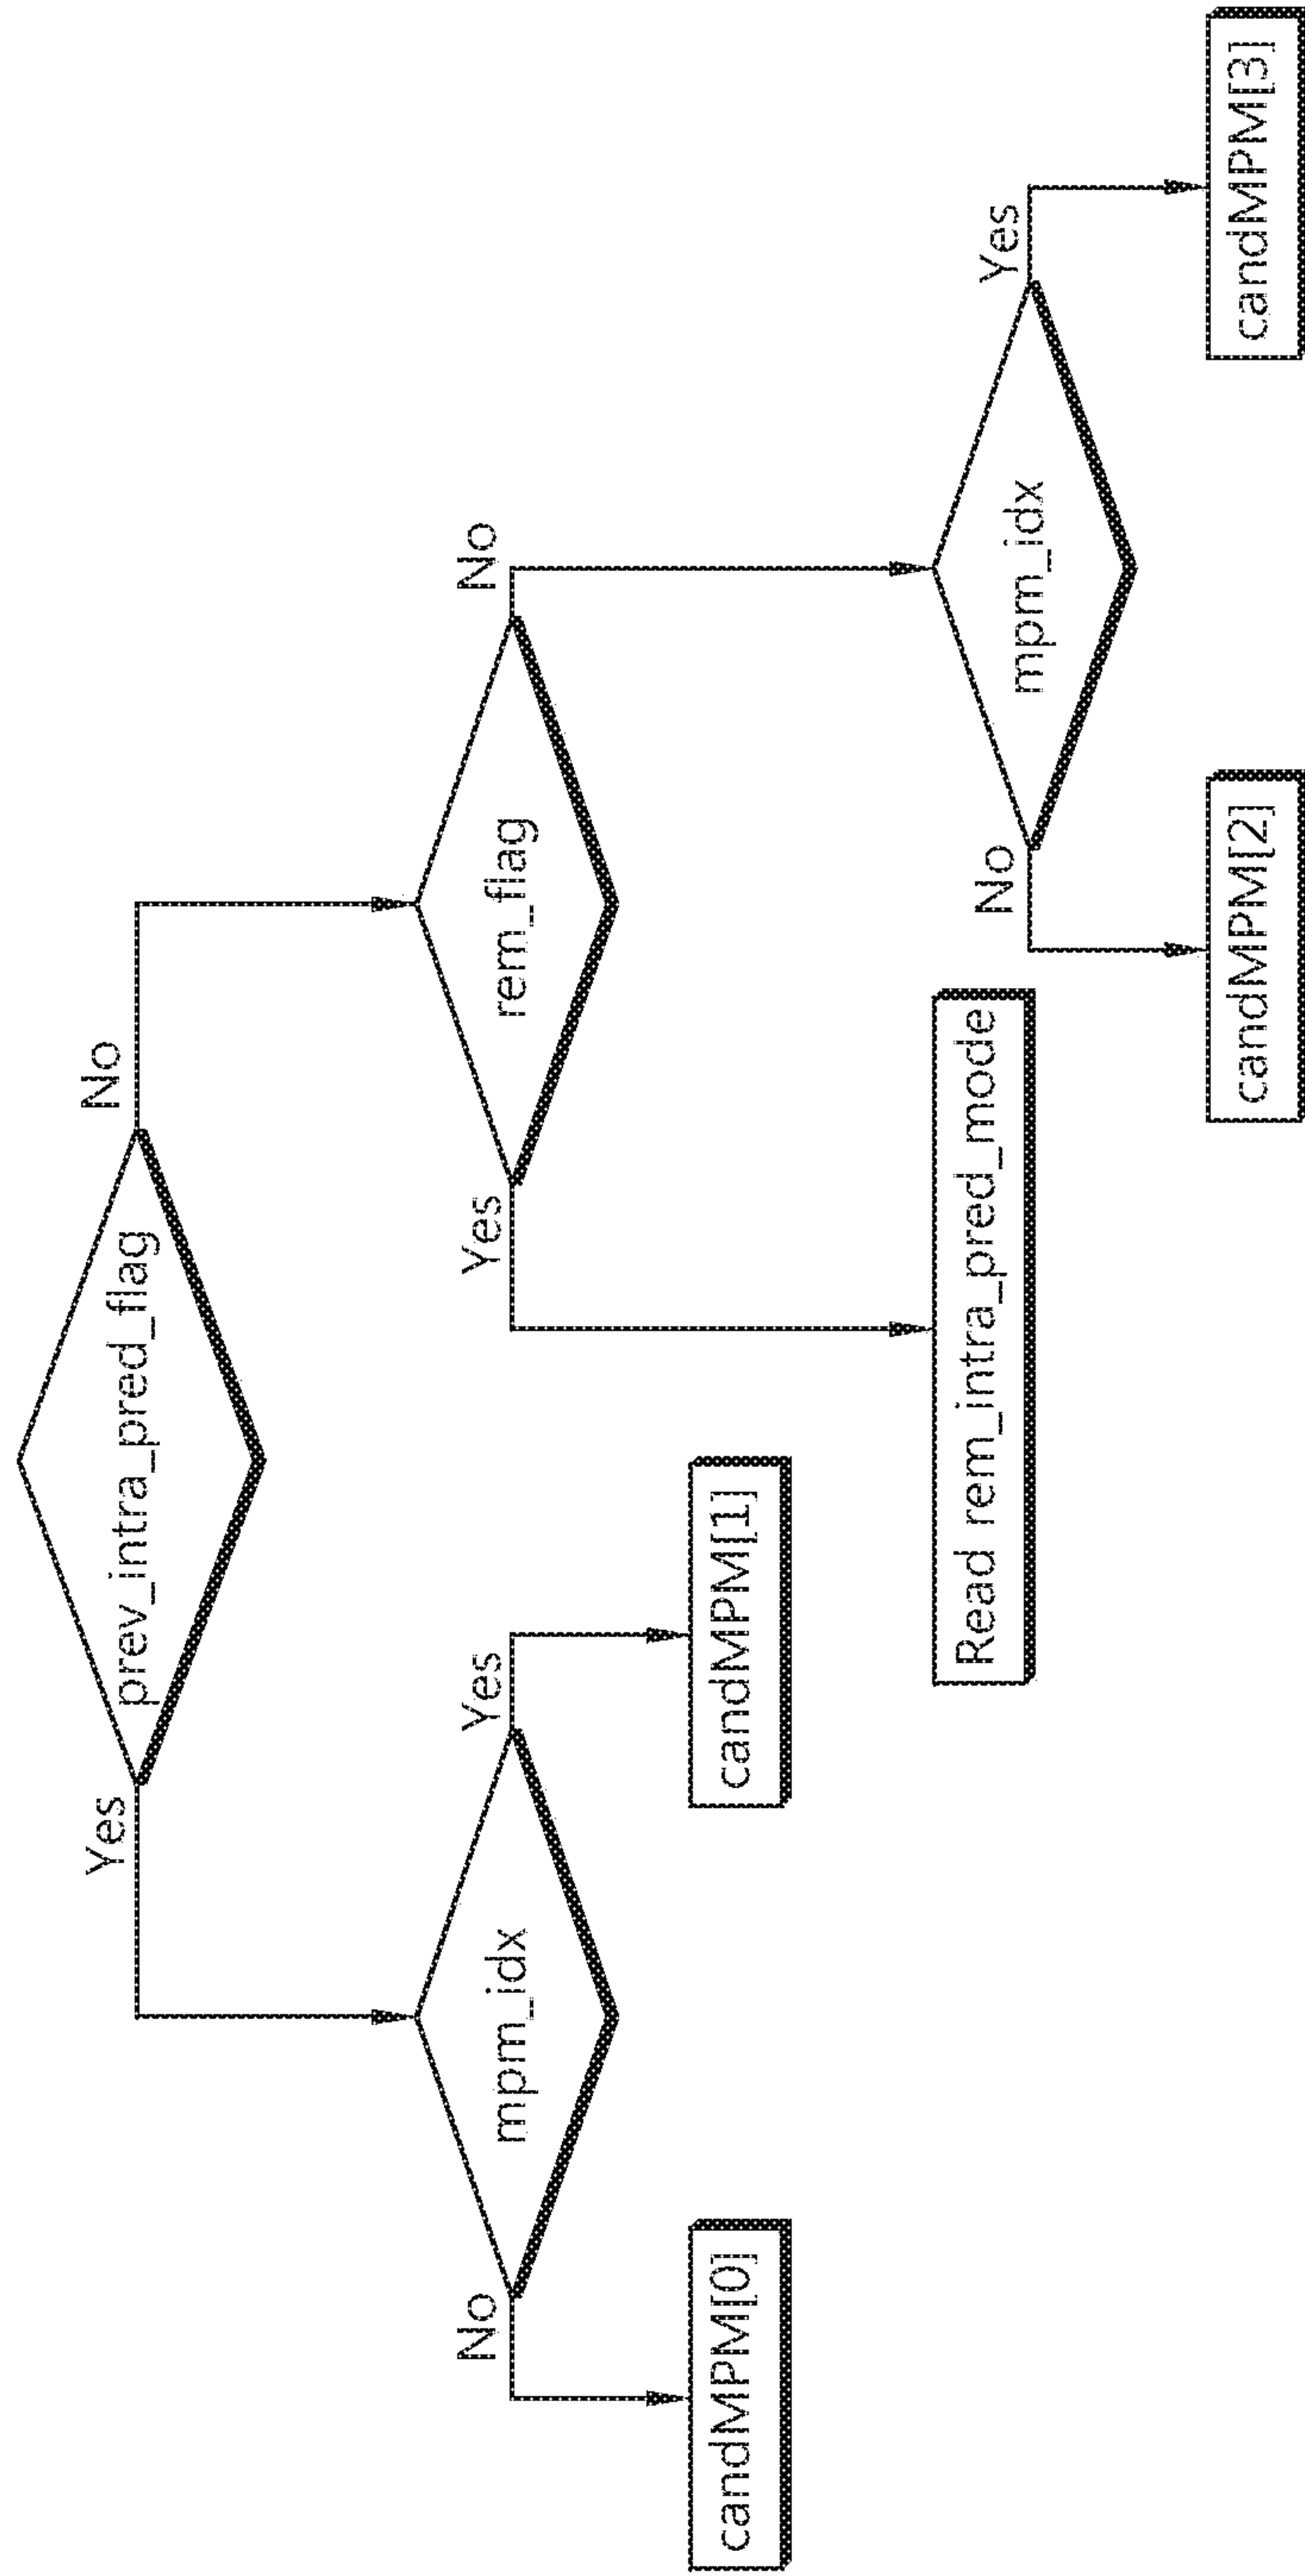 prev_intra_pred_flag
Yes
No
mpm_idx
No
Yes
candMPM[0]
candMPM[1]
rem_flag
Yes
No
Read rem_intra_pred_mode
mpm_idx
No
Yes
candMPM[2]
candMPM[3]